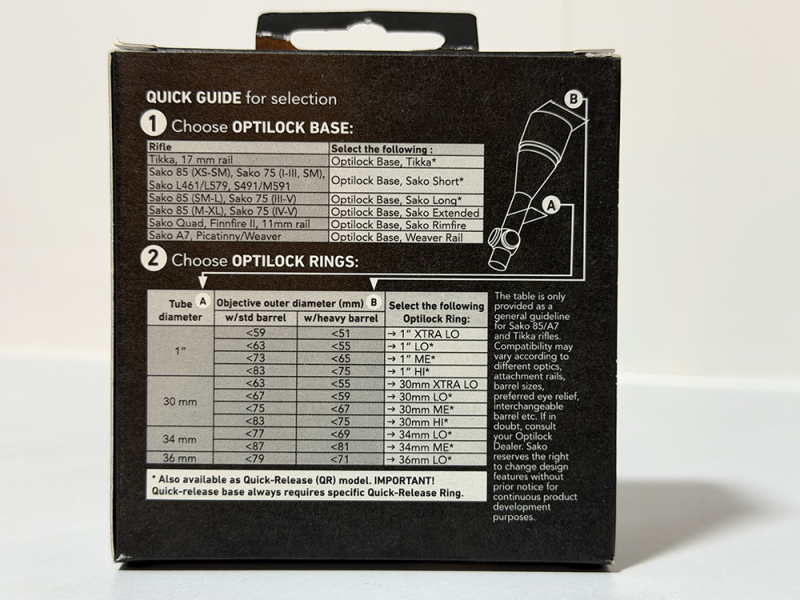 QUICK GUIDE for selection
1 Choose OPTILOCK BASE:
Rifle Select the following :
Tikka, 17 mm rail Optilock Base, Tikka*
Sako 85 (XS-SM), Sako 75 (I-III, SM),
Sako L461/L579, S491/M591 Optilock Base, Sako Short*
Sako 85 (SM-L), Sako 75 (III-V) Optilock Base, Sako Long*
Sako 85 (M-XL), Sako 75 (IV-V) Optilock Base, Sako Extended
Sako Quad, Finnfire II, 11mm rail Optilock Base, Sako Rimfire
Sako A7, Picatinny/Weaver Optilock Base, Weaver Rail
B
A
2 Choose OPTILOCK RINGS:
Tube A Objective outer diameter (mm) B Select the following
diameter w/std barrel w/heavy barrel Optilock Ring:
1" <59 <51 → 1" XTRA LO
<63 <55 → 1" LO*
<73 <65 → 1" ME*
<83 <75 → 1" HI*
30 mm <63 <55 → 30mm XTRA LO
<67 <59 → 30mm LO*
<75 <67 → 30mm ME*
<83 <75 → 30mm HI*
34 mm <77 <69 → 34mm LO*
<87 <81 → 34mm ME*
36 mm <79 <71 → 36mm LO*
* Also available as Quick-Release (QR) model. IMPORTANT!
Quick-release base always requires specific Quick-Release Ring.
The table is only
provided as a
general guideline
for Sako 85/A7
and Tikka rifles.
Compatibility may
vary according to
different optics,
attachment rails,
barrel sizes,
preferred eye relief,
interchangeable
barrel etc. If in
doubt, consult
your Optilock
Dealer. Sako
reserves the right
to change design
features without
prior notice for
continuous product
development
purposes.